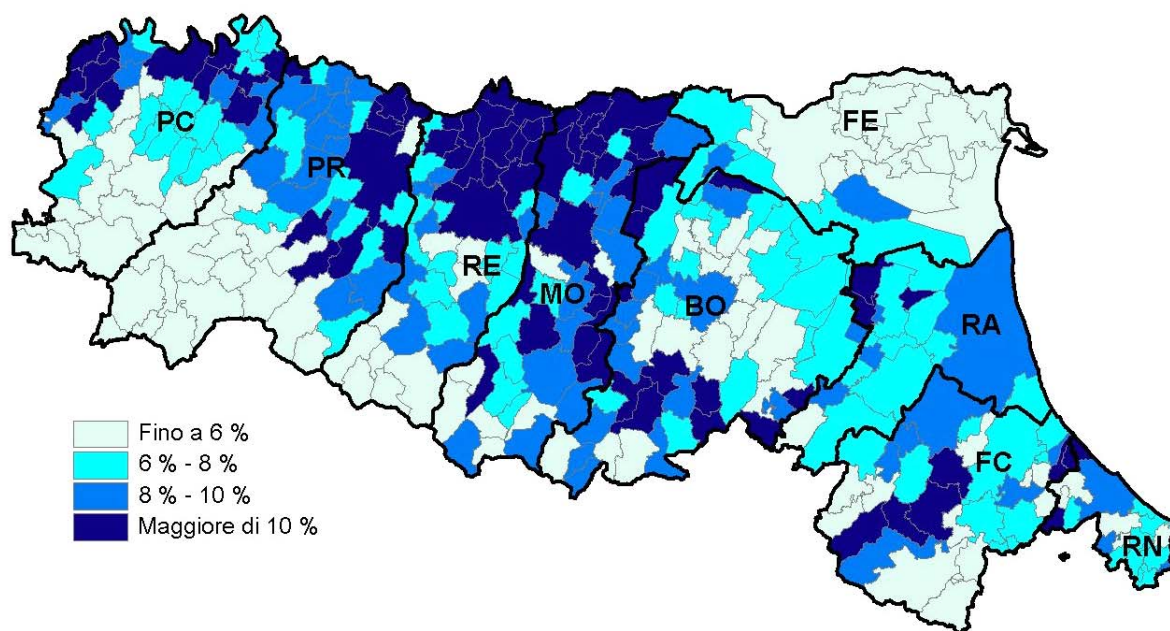 PC
FE
PR
RE
MO
BO
RA
FC
RN
Fino a 6 %
6 % - 8 %
8 % - 10 %
Maggiore di 10 %